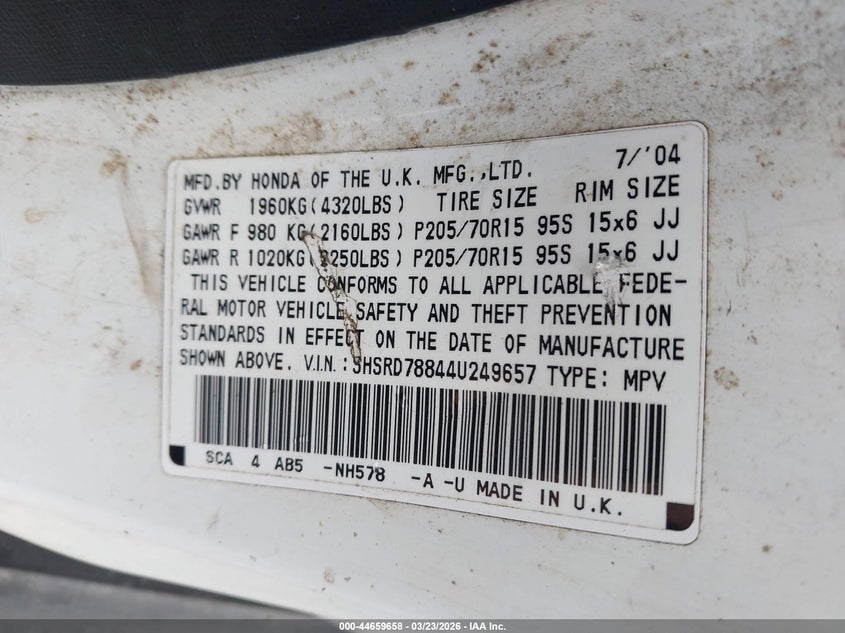 MFD.BY HONDA OF THE U.K. MFG.,LTD. 7/'04
GVWR 1960KG(4320LBS) TIRE SIZE RIM SIZE
GAWR F 980 KG(2160LBS) P205/70R15 95S 15x6 JJ
GAWR R 1020KG(2250LBS) P205/70R15 95S 15x6 JJ
THIS VEHICLE CONFORMS TO ALL APPLICABLE FEDE-
RAL MOTOR VEHICLE SAFETY AND THEFT PREVENTION
STANDARDS IN EFFECT ON THE DATE OF MANUFACTURE
SHOWN ABOVE. V.I.N.:SHSRD78844U249657 TYPE: MPV
SCA 4 AB5 -NH578 -A -U MADE IN U.K.
000-44659658 - 03/23/2026 - IAA Inc.